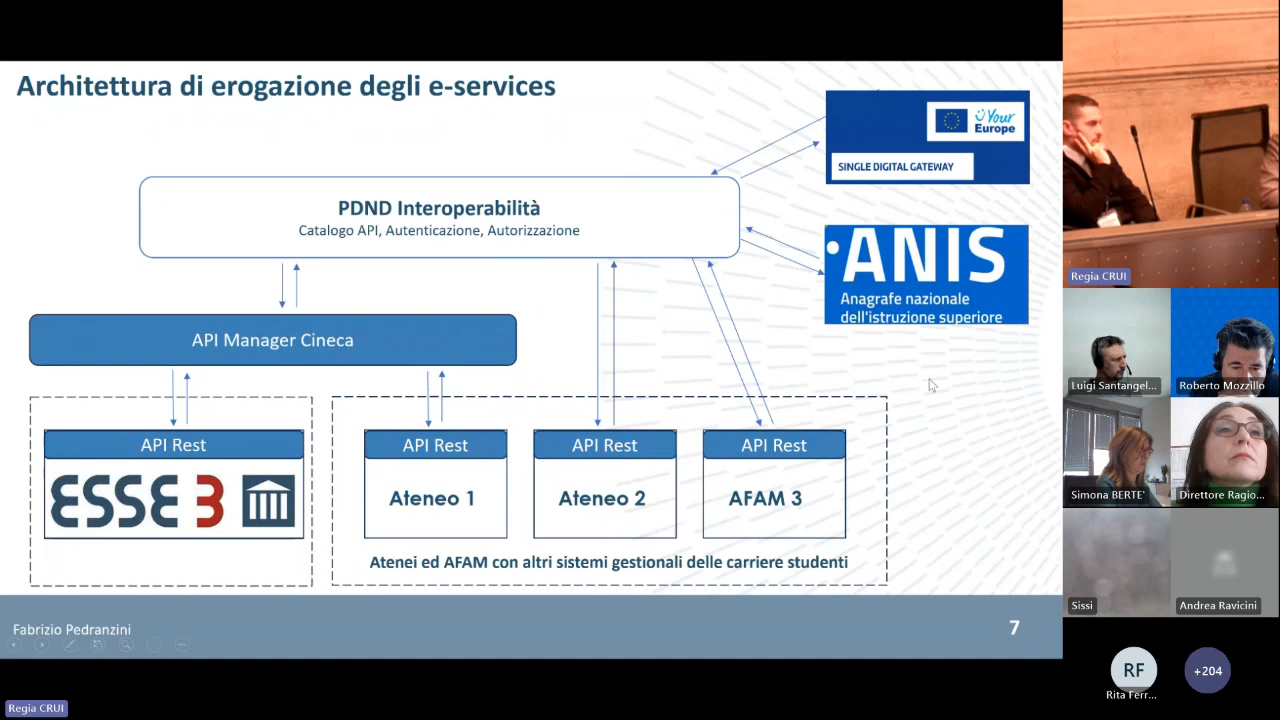 Architettura di erogazione degli e-services
Your
Europe
SINGLE DIGITAL GATEWAY
PDND Interoperabilità
Catalogo API, Autenticazione, Autorizzazione
ANIS
Anagrafe nazionale
dell'istruzione superiore
API Manager Cineca
API Rest
ESSE3
API Rest
Ateneo 1
API Rest
Ateneo 2
API Rest
AFAM 3
Atenei ed AFAM con altri sistemi gestionali delle carriere studenti
Fabrizio Pedranzini
7
Regia CRUI
Regia CRUI
Luigi Santangel...
Roberto Mozzillo
Simona BERTE'
Direttore Ragio...
Sissi
Andrea Ravicini
RF
Rita Ferr...
+204